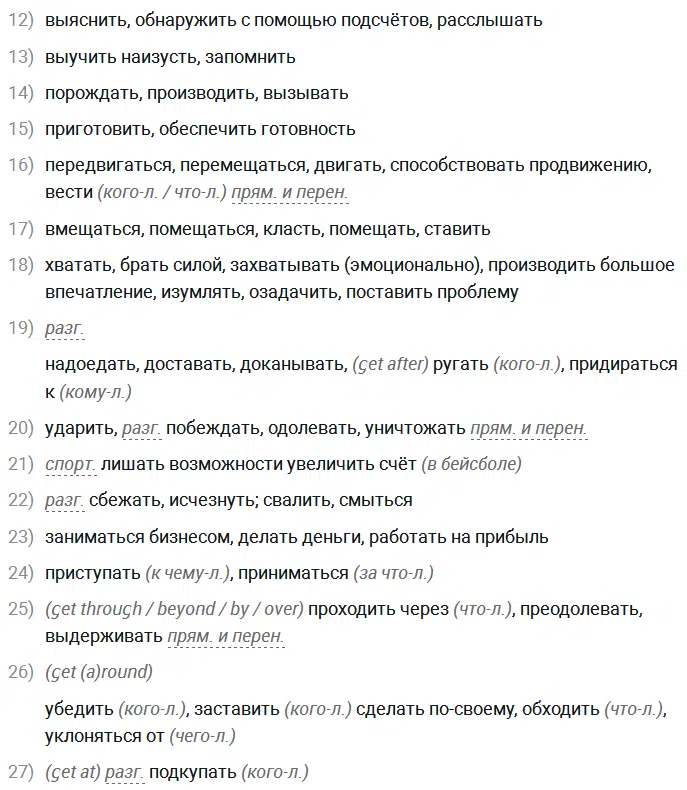 12) выяснить, обнаружить с помощью подсчётов, расслышать
13) выучить наизусть, запомнить
14) порождать, производить, вызывать
15) приготовить, обеспечить готовность
16) передвигаться, перемещаться, двигать, способствовать продвижению,
вести (кого-л. / что-л.) прям. и перен.
17) вмещаться, помещаться, класть, помещать, ставить
18) хватать, брать силой, захватывать (эмоционально), производить большое
впечатление, изумлять, озадачить, поставить проблему
19) разг.
надоедать, доставать, доканывать, (get after) ругать (кого-л.), придираться
к (кому-л.)
20) ударить, разг. побеждать, одолевать, уничтожать прям. и перен.
21) спорт. лишать возможности увеличить счёт (в бейсболе)
22) разг. сбежать, исчезнуть; свалить, смыться
23) заниматься бизнесом, делать деньги, работать на прибыль
24) приступать (к чему-л.), приниматься (за что-л.)
25) (get through / beyond / by / over) проходить через (что-л.), преодолевать,
выдерживать прям. и перен.
26) (get (a)round)
убедить (кого-л.), заставить (кого-л.) сделать по-своему, обходить (что-л.),
уклоняться от (чего-л.)
27) (get at) разг. подкупать (кого-л.)